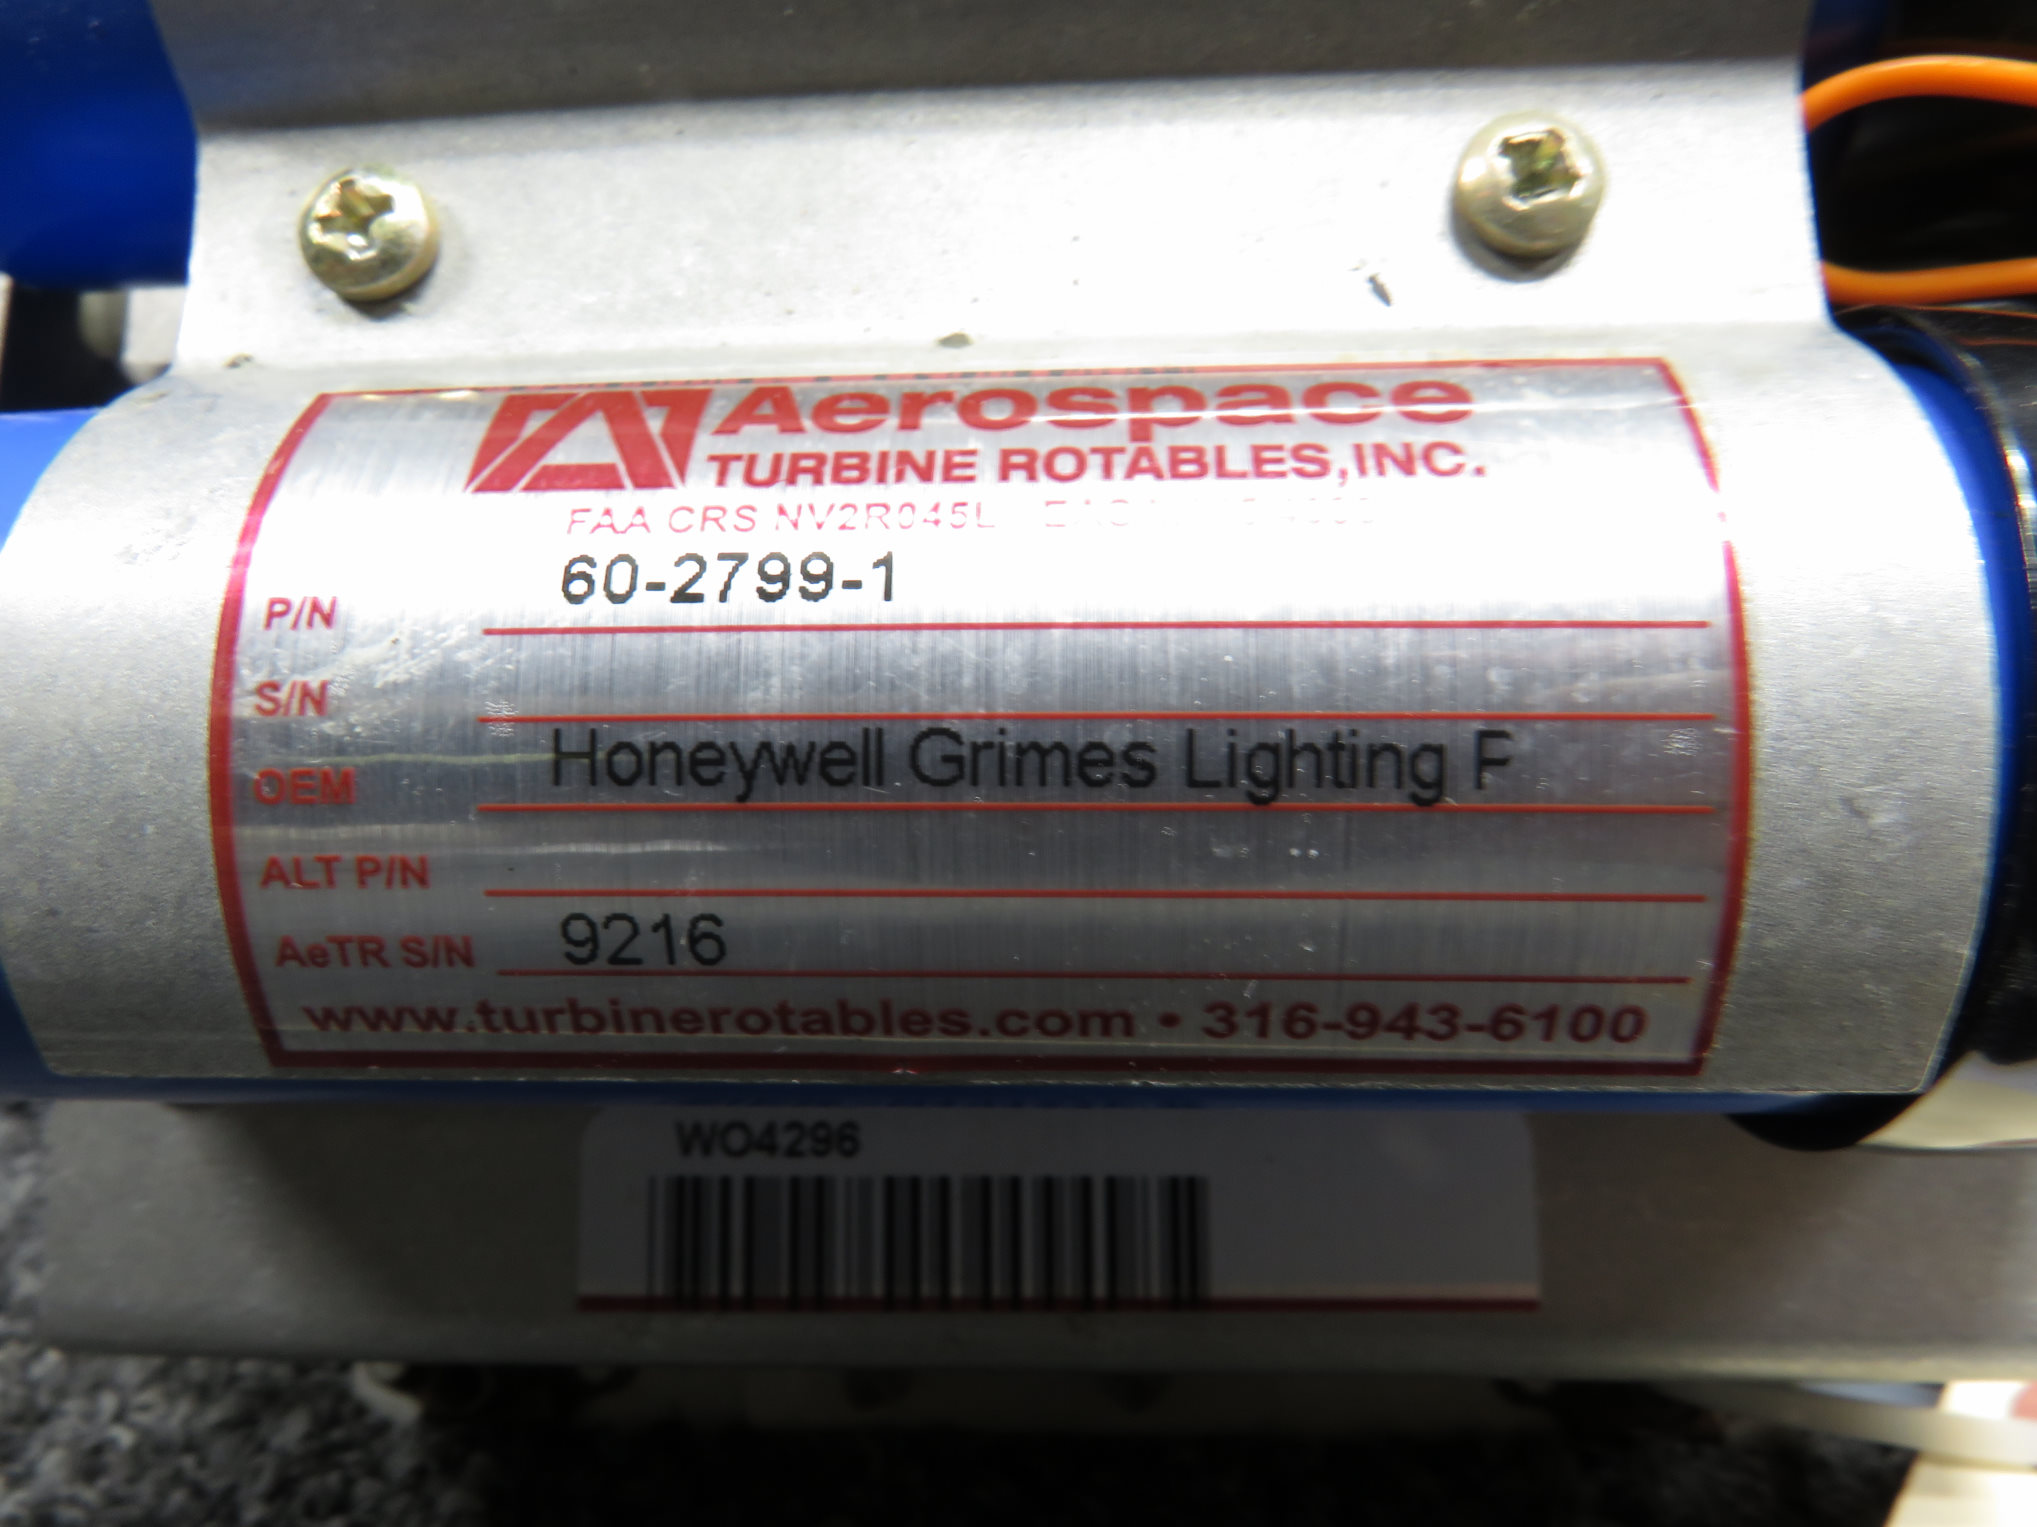 Aerospace
TURBINE ROTABLES, INC.
FAA CRS NV2R045L
P/N 60-2799-1
S/N
OEM Honeywell Grimes Lighting F
ALT P/N
AeTR S/N 9216
www.turbinerotables.com • 316-943-6100
WO4296